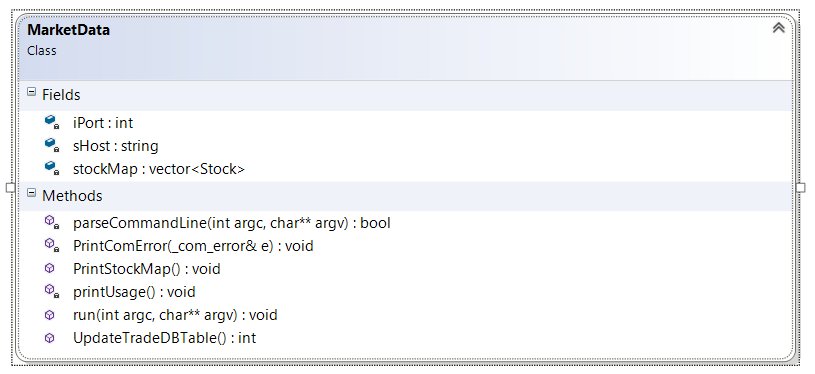 MarketData
Class
Fields
iPort : int
sHost : string
stockMap : vector<Stock>
Methods
parseCommandLine(int argc, char** argv) : bool
PrintComError(_com_error& e) : void
PrintStockMap() : void
printUsage() : void
run(int argc, char** argv) : void
UpdateTradeDBTable() : int